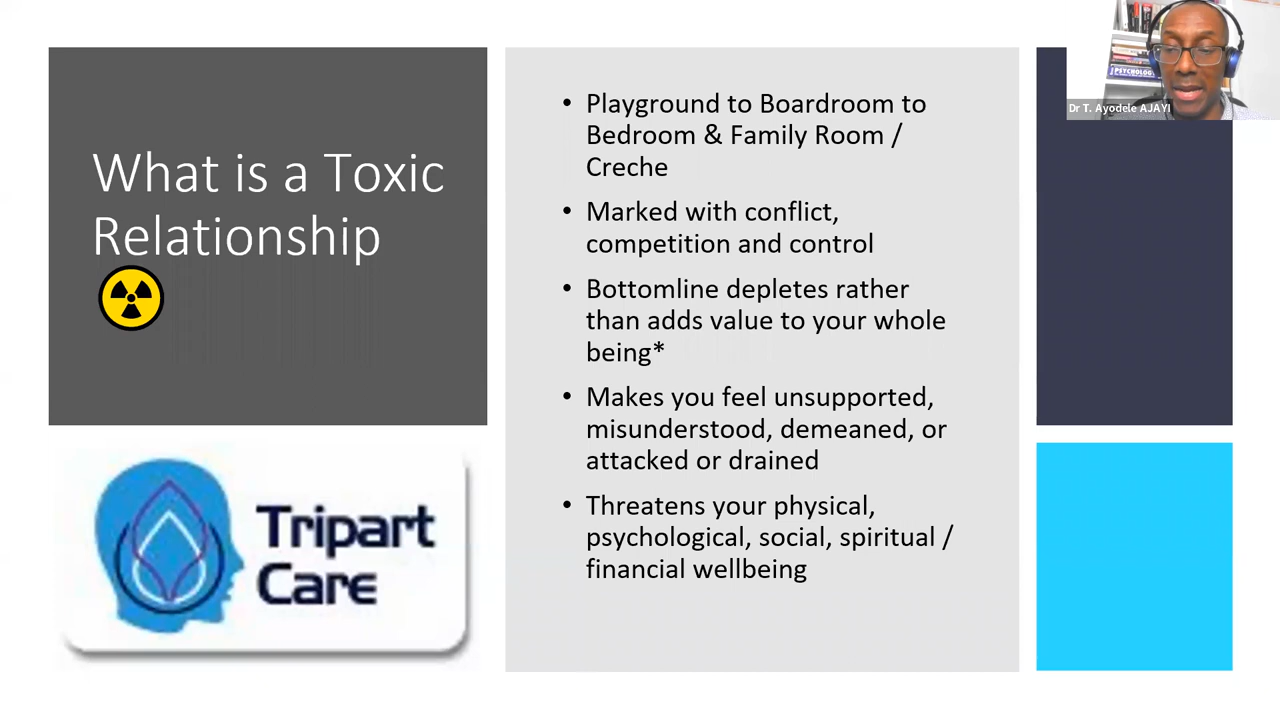 What is a Toxic
Relationship
• Playground to Boardroom to
Bedroom & Family Room /
Creche
• Marked with conflict,
competition and control
• Bottomline depletes rather
than adds value to your whole
being*
• Makes you feel unsupported,
misunderstood, demeaned, or
attacked or drained
• Threatens your physical,
psychological, social, spiritual /
financial wellbeing
Tripart
Care
PSYCHOLOGY
Dr T. Ayodele AJAYI